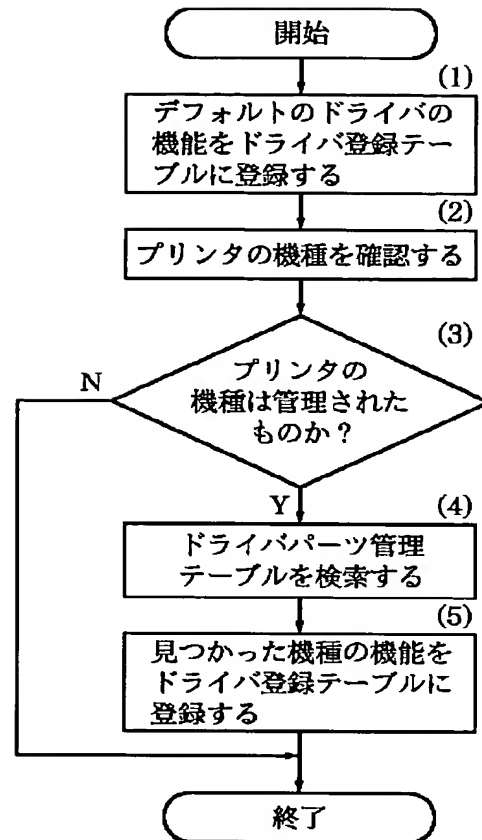 開始
(1)
デフォルトのドライバの
機能をドライバ登録テー
ブルに登録する
(2)
プリンタの機種を確認する
(3)
プリンタの
機種は管理された
ものか？
N
Y
(4)
ドライバパーツ管理
テーブルを検索する
(5)
見つかった機種の機能を
ドライバ登録テーブルに
登録する
終了